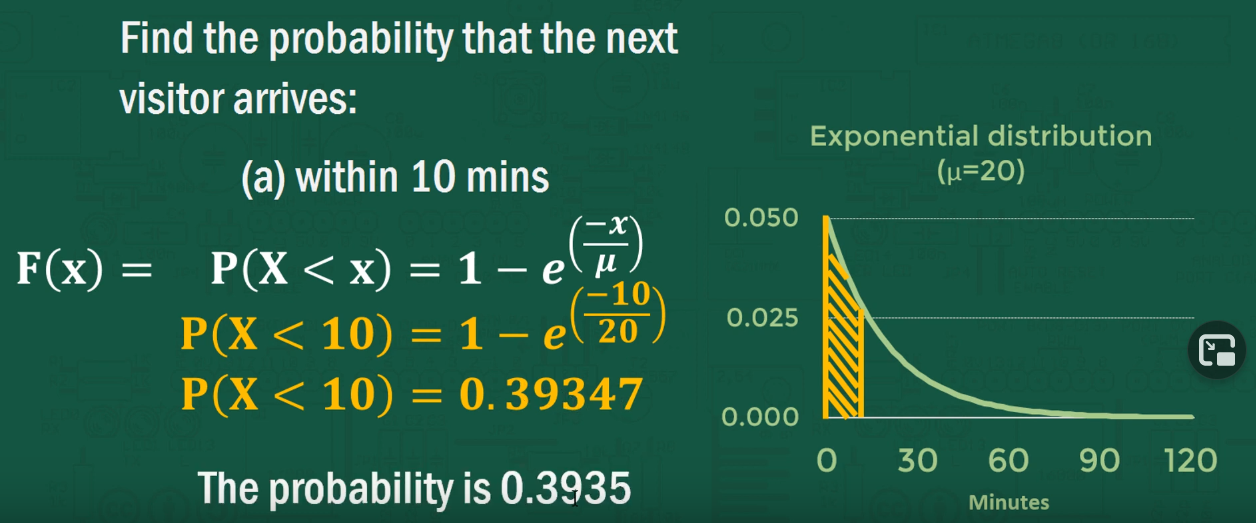 Find the probability that the next
visitor arrives:
(a) within 10 mins
F(x) = P(X < x) = 1 − e^(−x/μ)
P(X < 10) = 1 − e^(−10/20)
P(X < 10) = 0.39347
The probability is 0.3935
Exponential distribution
(μ=20)
0.050
0.025
0.000
0 30 60 90 120
Minutes